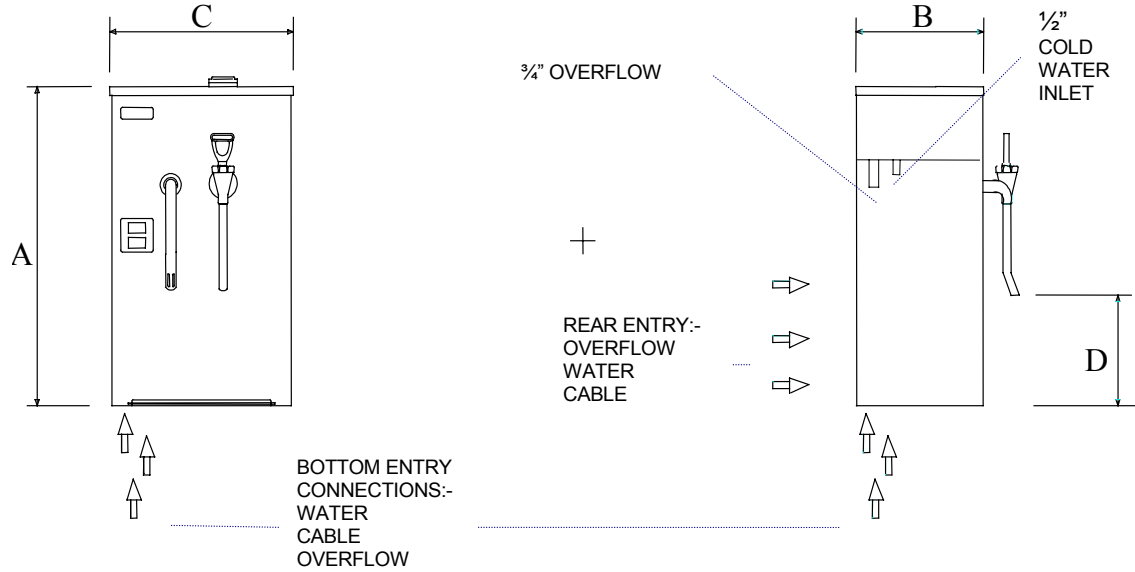 C
B
½”
COLD
WATER
INLET
¾” OVERFLOW
A
REAR ENTRY:-
OVERFLOW
WATER
CABLE
D
BOTTOM ENTRY
CONNECTIONS:-
WATER
CABLE
OVERFLOW